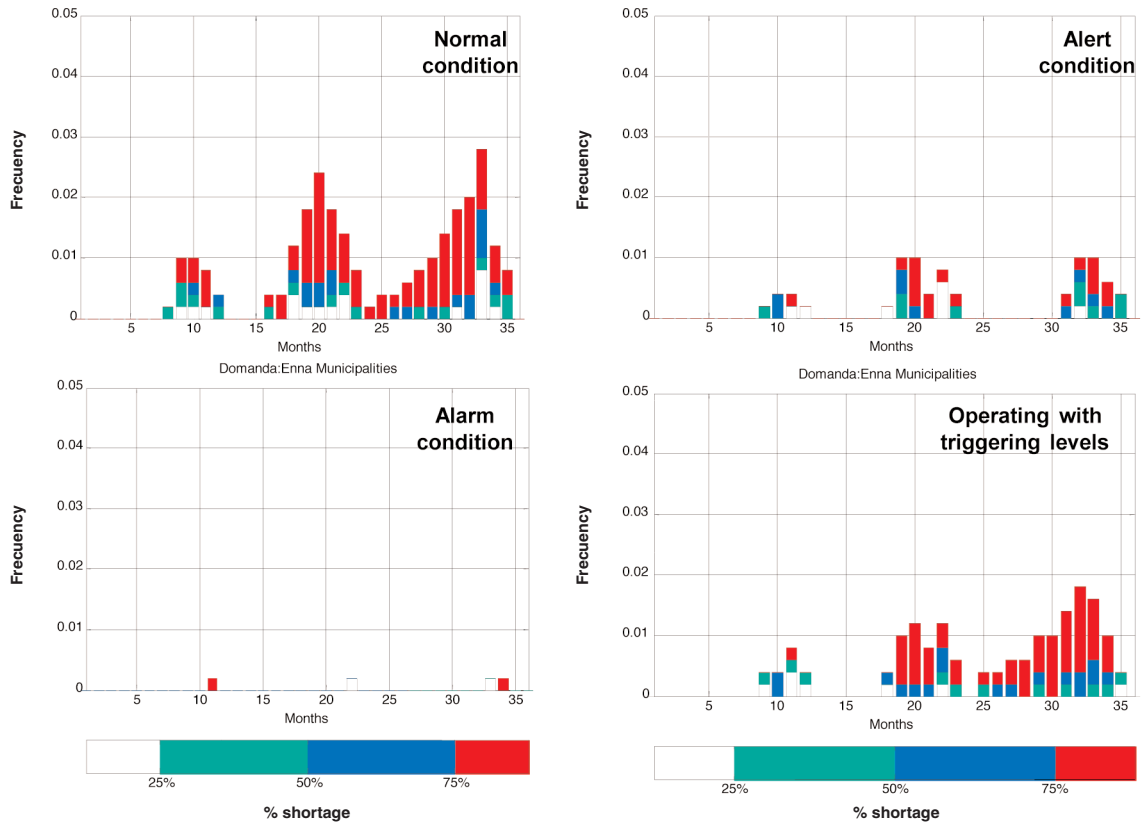 0.05
0.04
0.03
0.02
0.01
0
Frecuency
Normal
condition
5 10 15 20 25 30 35
Months
Domanda:Enna Municipalities
0.05
0.04
0.03
0.02
0.01
0
Frecuency
Alert
condition
5 10 15 20 25 30 35
Months
Domanda:Enna Municipalities
0.05
0.04
0.03
0.02
0.01
0
Frecuency
Alarm
condition
5 10 15 20 25 30 35
Months
25% 50% 75%
% shortage
0.05
0.04
0.03
0.02
0.01
0
Frecuency
Operating with
triggering levels
5 10 15 20 25 30 35
Months
25% 50% 75%
% shortage